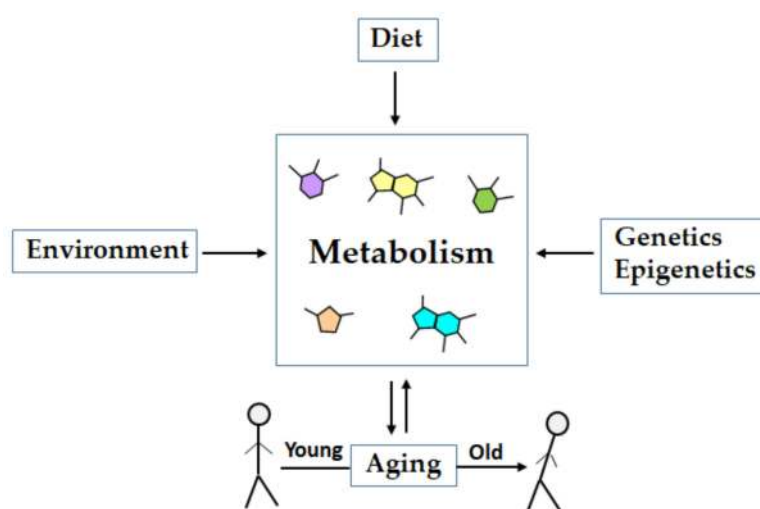 Diet
Environment
Metabolism
Genetics
Epigenetics
Young
Aging
Old